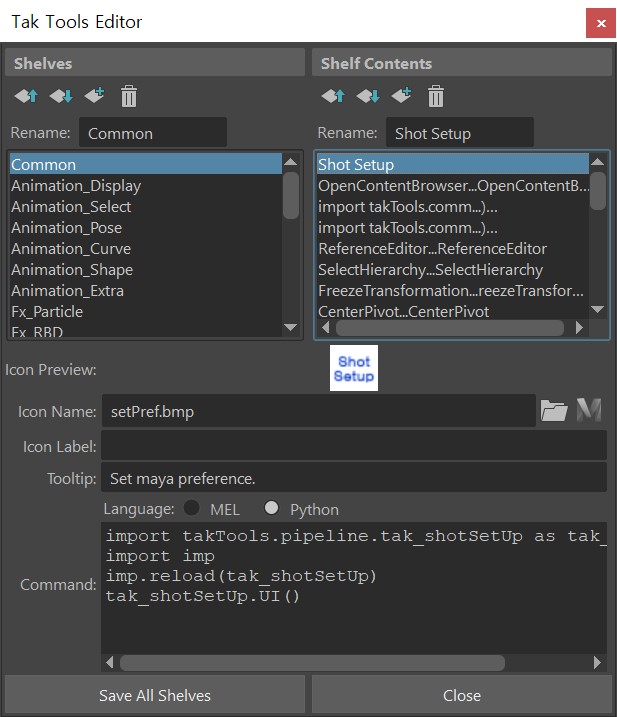 Tak Tools Editor
Shelves
Shelf Contents
Rename: Common
Rename: Shot Setup
Common
Animation_Display
Animation_Select
Animation_Pose
Animation_Curve
Animation_Shape
Animation_Extra
Fx_Particle
Fx_RBD
Shot Setup
OpenContentBrowser...OpenContentB...
import takTools.comm...)...
import takTools.comm...)...
ReferenceEditor...ReferenceEditor
SelectHierarchy...SelectHierarchy
FreezeTransformation...reezeTransfor...
CenterPivot...CenterPivot
Icon Preview:
Shot
Setup
Icon Name: setPref.bmp
Icon Label:
Tooltip: Set maya preference.
Language: MEL Python
Command:
import takTools.pipeline.tak_shotSetUp as tak_
import imp
imp.reload(tak_shotSetUp)
tak_shotSetUp.UI()
Save All Shelves
Close